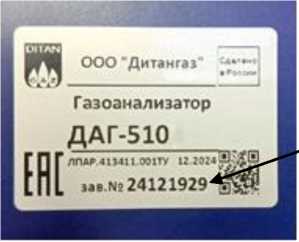 DITAN
ООО "Дитангаз"
Сделано
в России
Газоанализатор
ДАГ-510
ЛПАР.413411.001ТУ 12.2024
EAC
зав.№ 24121929